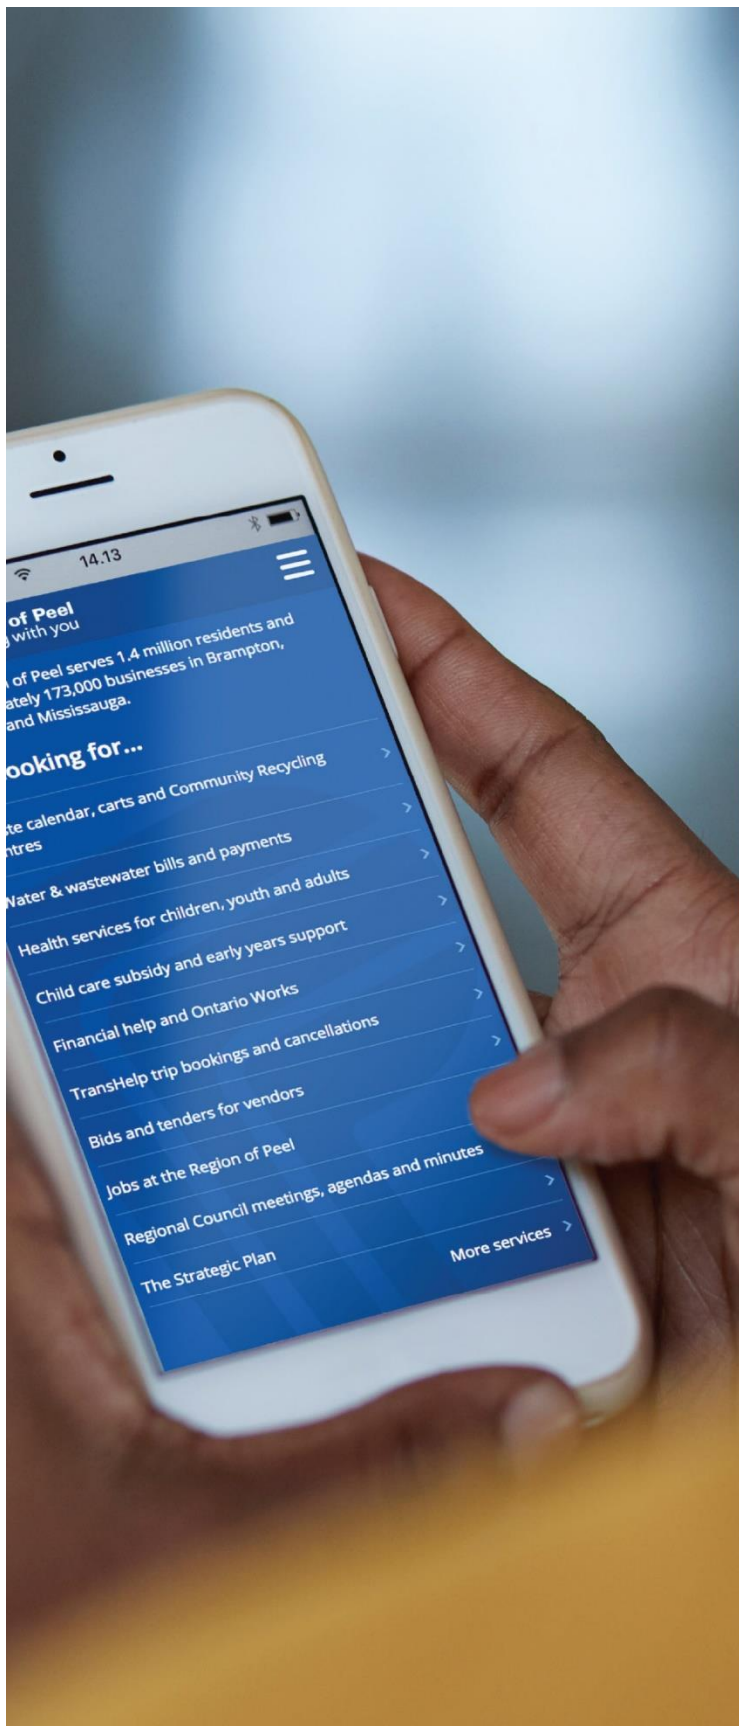 14.13
of Peel
with you
of Peel serves 1.4 million residents and
173,000 businesses in Brampton,
and Mississauga.
for...
calendar, carts and Community Recycling
Water & wastewater bills and payments
Health services for children, youth and adults
Child care subsidy and early years support
Financial help and Ontario Works
TransHelp trip bookings and cancellations
Bids and tenders for vendors
Jobs at the Region of Peel
Regional Council meetings, agendas and minutes
The Strategic Plan
More services